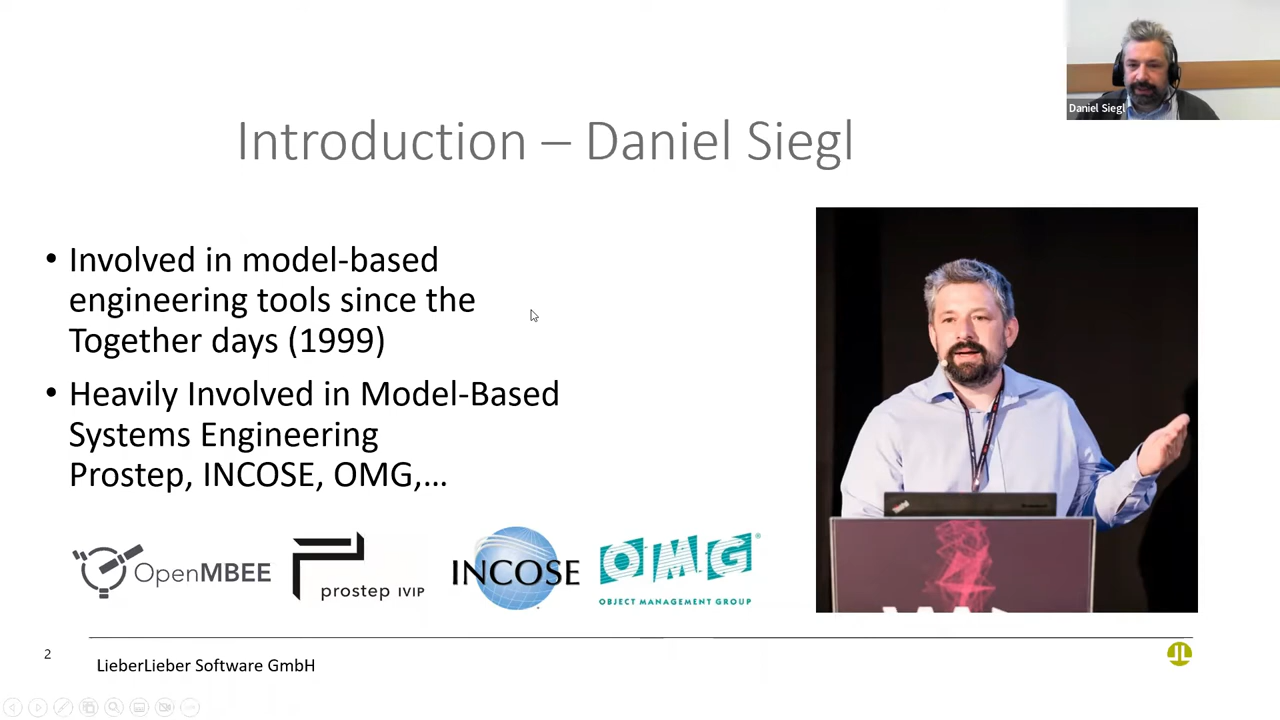 Daniel Siegl
Introduction – Daniel Siegl
• Involved in model-based
engineering tools since the
Together days (1999)
• Heavily Involved in Model-Based
Systems Engineering
Prostep, INCOSE, OMG,...
OpenMBEE
prostep IVIP
INCOSE
OMG®
OBJECT MANAGEMENT GROUP
2
LieberLieber Software GmbH